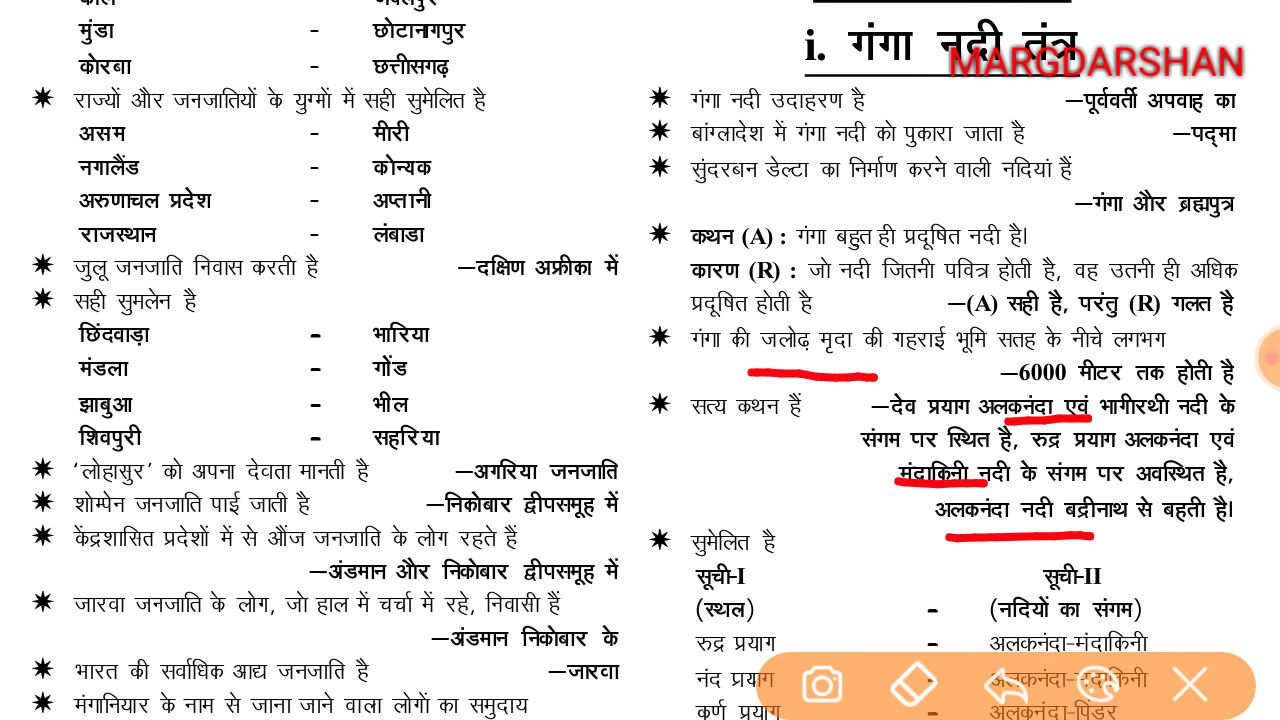 मुंडा - छोटानागपुर
कोरबा - छत्तीसगढ़
✷ राज्यों और जनजातियों के युग्मों में सही सुमेलित है
असम - मीरी
नगालैंड - कोन्यक
अरुणाचल प्रदेश - अप्तानी
राजस्थान - लंबाडा
✷ जुलू जनजाति निवास करती है —दक्षिण अफ्रीका में
✷ सही सुमलेन है
छिंदवाड़ा - भारिया
मंडला - गोंड
झाबुआ - भील
शिवपुरी - सहरिया
✷ ‘लोहासुर’ को अपना देवता मानती है —अगरिया जनजाति
✷ शोम्पेन जनजाति पाई जाती है —निकोबार द्वीपसमूह में
✷ केंद्रशासित प्रदेशों में से ओंज जनजाति के लोग रहते हैं
—अंडमान और निकोबार द्वीपसमूह में
✷ जारवा जनजाति के लोग, जो हाल में चर्चा में रहे, निवासी हैं
—अंडमान निकोबार के
✷ भारत की सर्वाधिक आद्य जनजाति है —जारवा
✷ मंगानियार के नाम से जाना जाने वाला लोगों का समुदाय
i. गंगा नदी तंत्र
MARGDARSHAN
✷ गंगा नदी उदाहरण है —पूर्ववर्ती अपवाह का
✷ बांग्लादेश में गंगा नदी को पुकारा जाता है —पद्मा
✷ सुंदरबन डेल्टा का निर्माण करने वाली नदियां हैं
—गंगा और ब्रह्मपुत्र
✷ कथन (A) : गंगा बहुत ही प्रदूषित नदी है।
कारण (R) : जो नदी जितनी पवित्र होती है, वह उतनी ही अधिक
प्रदूषित होती है —(A) सही है, परंतु (R) गलत है
✷ गंगा की जलोढ़ मृदा की गहराई भूमि सतह के नीचे लगभग
—6000 मीटर तक होती है
✷ सत्य कथन हैं —देव प्रयाग अलकनंदा एवं भागीरथी नदी के
संगम पर स्थित है, रुद्र प्रयाग अलकनंदा एवं
मंदाकिनी नदी के संगम पर अवस्थित है,
अलकनंदा नदी बद्रीनाथ से बहती है।
✷ सुमेलित है
सूची-I सूची-II
(स्थल) - (नदियों का संगम)
रुद्र प्रयाग - अलकनंदा-मंदाकिनी
नंद प्रयाग - अलकनंदा-नंदाकिनी
कर्ण प्रयाग - अलकनंदा-पिंडर